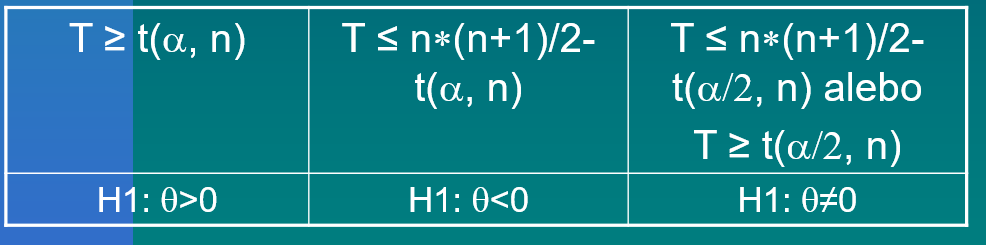 T ≥ t(α, n)
T ≤ n*(n+1)/2-
t(α, n)
T ≤ n*(n+1)/2-
t(α/2, n) alebo
T ≥ t(α/2, n)
H1: θ>0
H1: θ<0
H1: θ≠0